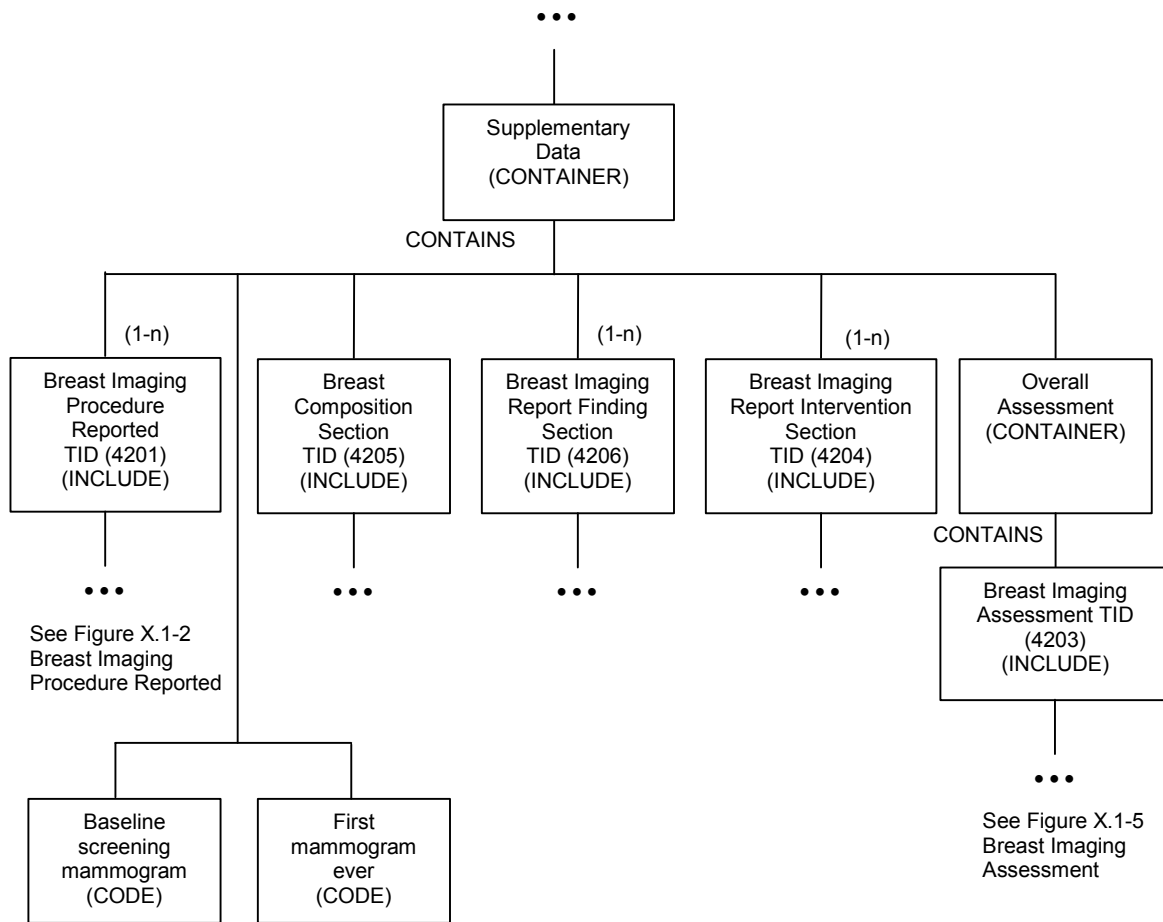 •••
Supplementary
Data
(CONTAINER)
CONTAINS
(1-n)
Breast Imaging
Procedure
Reported
TID (4201)
(INCLUDE)
Breast
Composition
Section
TID (4205)
(INCLUDE)
(1-n)
Breast Imaging
Report Finding
Section
TID (4206)
(INCLUDE)
(1-n)
Breast Imaging
Report Intervention
Section
TID (4204)
(INCLUDE)
Overall
Assessment
(CONTAINER)
CONTAINS
Breast Imaging
Assessment TID
(4203)
(INCLUDE)
•••
•••
•••
•••
•••
See Figure X.1-2
Breast Imaging
Procedure Reported
Baseline
screening
mammogram
(CODE)
First
mammogram
ever
(CODE)
See Figure X.1-5
Breast Imaging
Assessment